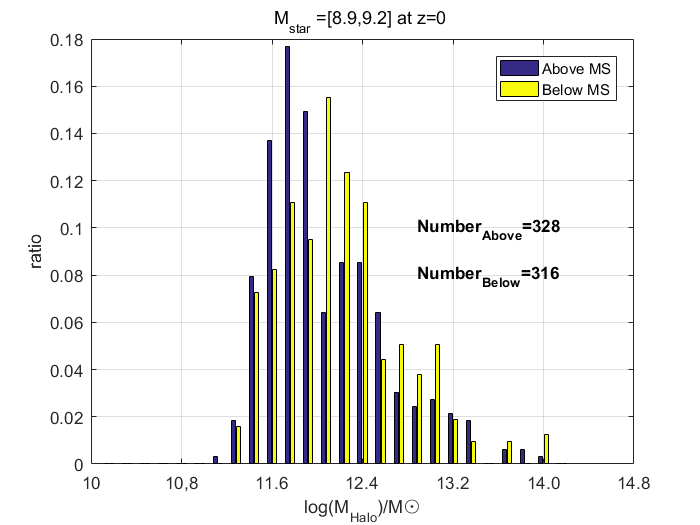 M_star =[8.9,9.2] at z=0
0.18
0.16
0.14
0.12
0.1
0.08
0.06
0.04
0.02
0
ratio
Above MS
Below MS
Number_Above=328
Number_Below=316
10 10,8 11.6 12.4 13.2 14.0 14.8
log(M_Halo)/M☉